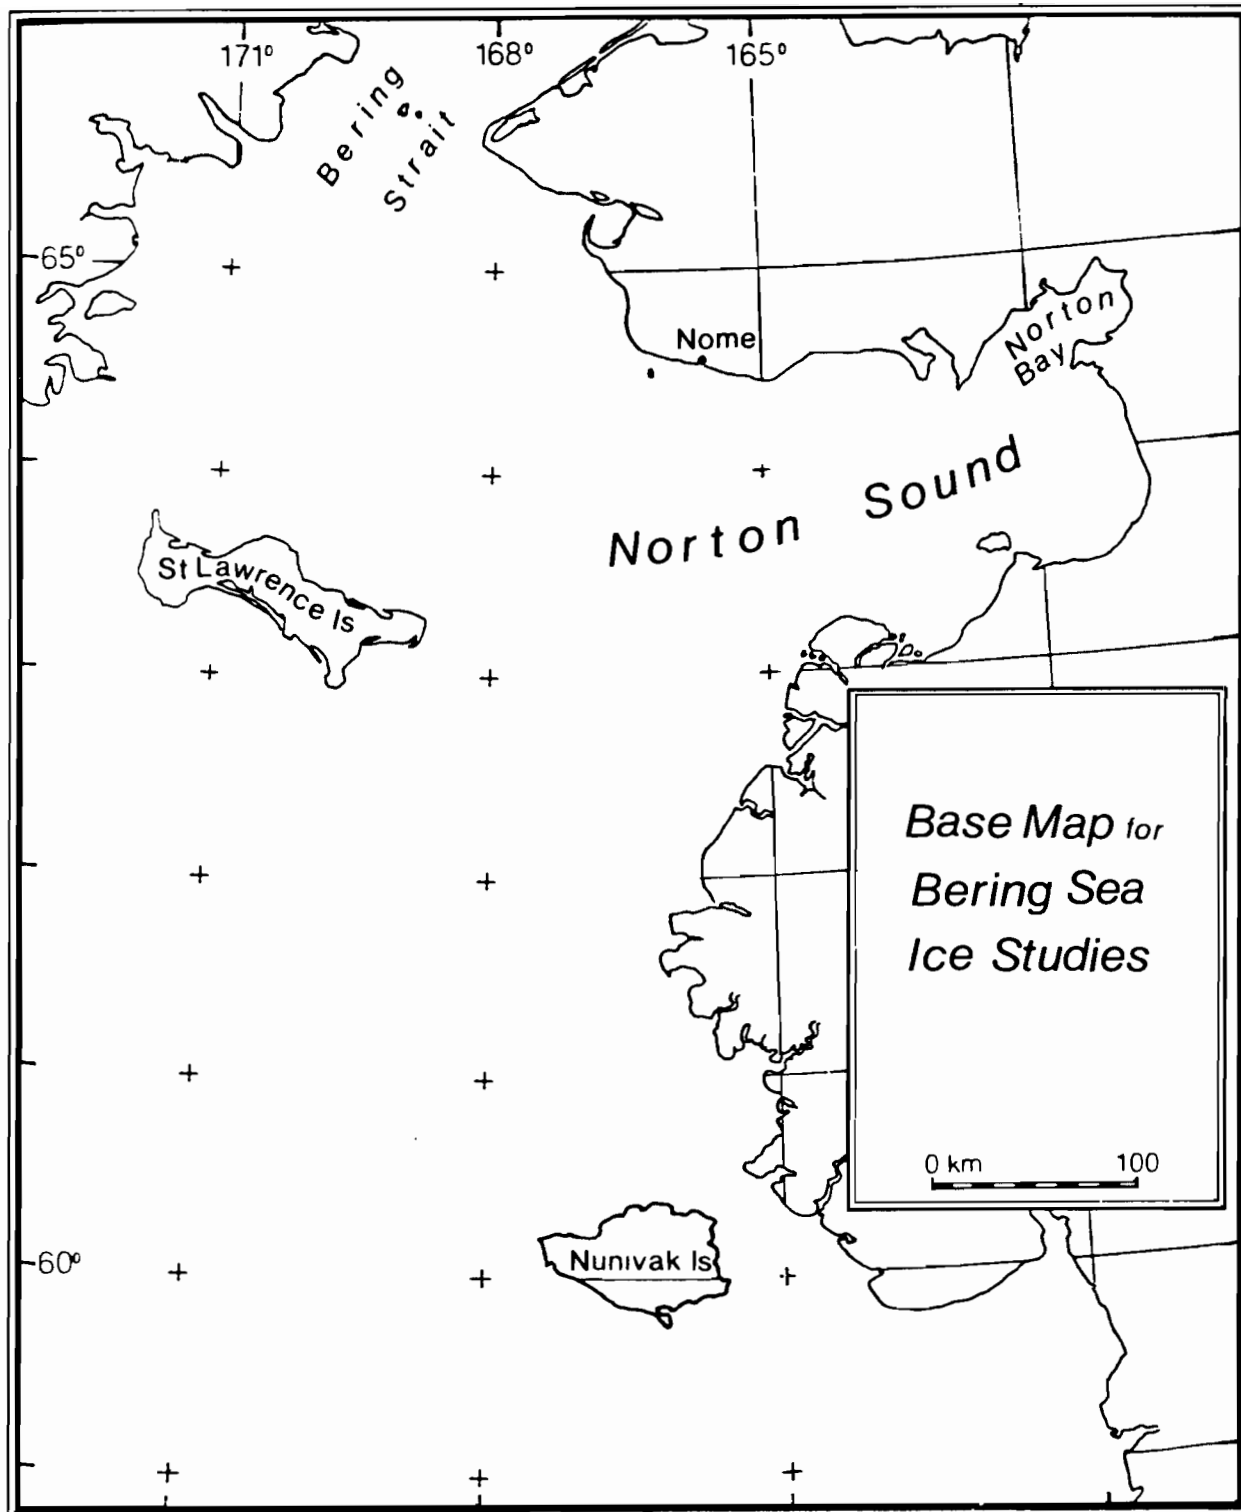 171° 168° 165°
Bering
Strait
65°
Nome
Norton
Bay
Norton Sound
St Lawrence Is
Base Map for
Bering Sea
Ice Studies
0 km 100
60°
Nunivak Is